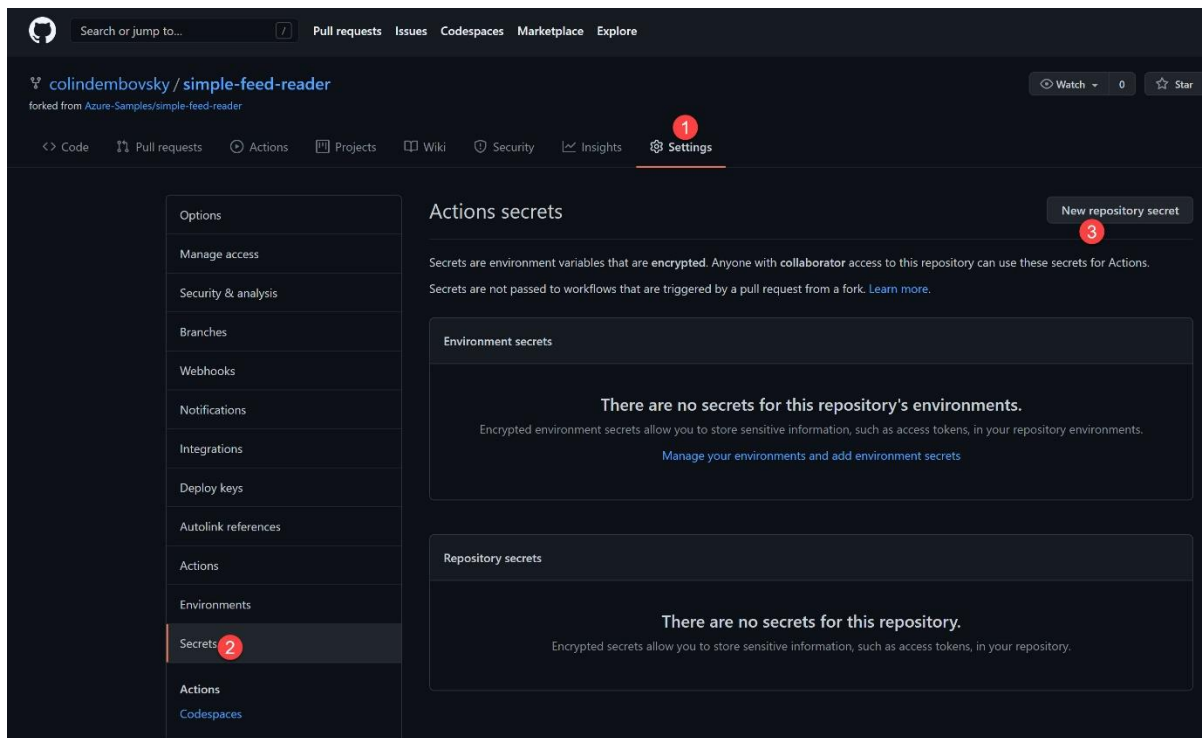 Search or jump to... /
Pull requests Issues Codespaces Marketplace Explore
colindembovsky / simple-feed-reader
forked from Azure-Samples/simple-feed-reader
Watch 0 Star
1
<> Code Pull requests Actions Projects Wiki Security Insights Settings
Options
Manage access
Security & analysis
Branches
Webhooks
Notifications
Integrations
Deploy keys
Autolink references
Actions
Environments
Secrets 2
Actions
Codespaces
Actions secrets
New repository secret
3
Secrets are environment variables that are encrypted. Anyone with collaborator access to this repository can use these secrets for Actions.
Secrets are not passed to workflows that are triggered by a pull request from a fork. Learn more.
Environment secrets
There are no secrets for this repository's environments.
Encrypted environment secrets allow you to store sensitive information, such as access tokens, in your repository environments.
Manage your environments and add environment secrets
Repository secrets
There are no secrets for this repository.
Encrypted secrets allow you to store sensitive information, such as access tokens, in your repository.